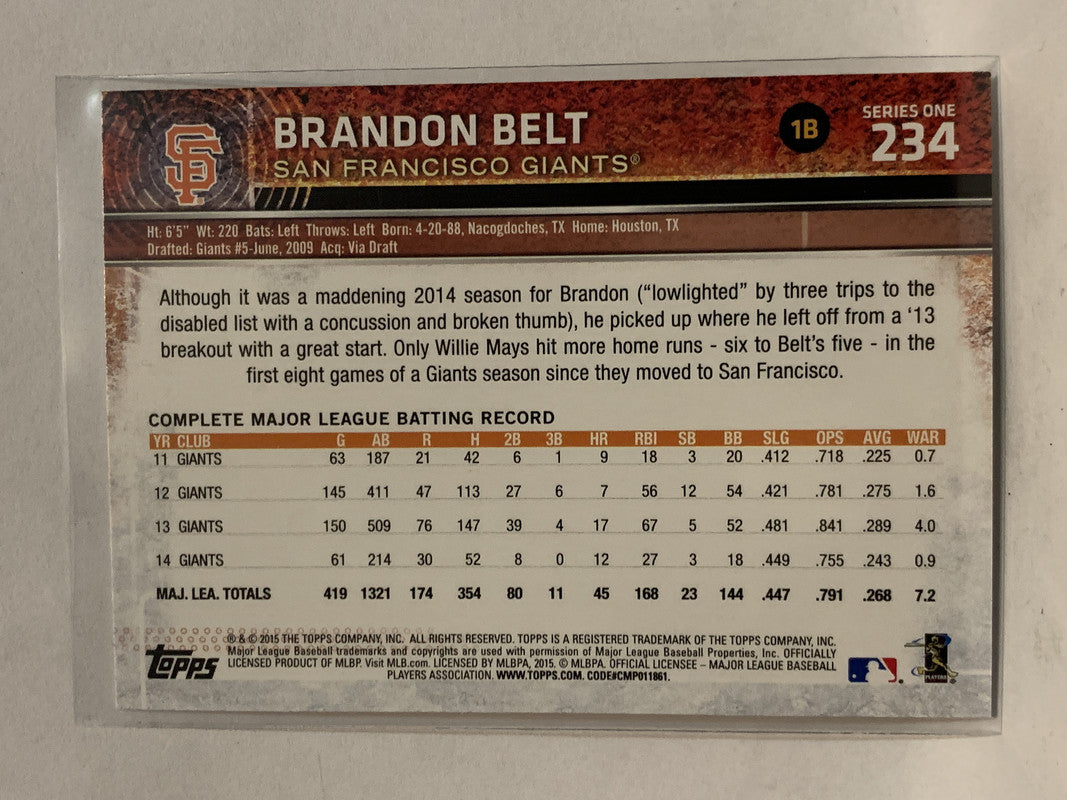 SF
BRANDON BELT
SAN FRANCISCO GIANTS®
1B
SERIES ONE
234
Ht: 6'5" Wt: 220 Bats: Left Throws: Left Born: 4-20-88, Nacogdoches, TX Home: Houston, TX
Drafted: Giants #5-June, 2009 Acq: Via Draft
Although it was a maddening 2014 season for Brandon (“lowlighted” by three trips to the
disabled list with a concussion and broken thumb), he picked up where he left off from a ‘13
breakout with a great start. Only Willie Mays hit more home runs - six to Belt’s five - in the
first eight games of a Giants season since they moved to San Francisco.
COMPLETE MAJOR LEAGUE BATTING RECORD
YR CLUB G AB R H 2B 3B HR RBI SB BB SLG OPS AVG WAR
11 GIANTS 63 187 21 42 6 1 9 18 3 20 .412 .718 .225 0.7
12 GIANTS 145 411 47 113 27 6 7 56 12 54 .421 .781 .275 1.6
13 GIANTS 150 509 76 147 39 4 17 67 5 52 .481 .841 .289 4.0
14 GIANTS 61 214 30 52 8 0 12 27 3 18 .449 .755 .243 0.9
MAJ. LEA. TOTALS 419 1321 174 354 80 11 45 168 23 144 .447 .791 .268 7.2
® & © 2015 THE TOPPS COMPANY, INC. ALL RIGHTS RESERVED. TOPPS IS A REGISTERED TRADEMARK OF THE TOPPS COMPANY, INC.
Major League Baseball trademarks and copyrights are used with permission of Major League Baseball Properties, Inc. OFFICIALLY
LICENSED PRODUCT OF MLBP. Visit MLB.com. LICENSED BY MLBPA, 2015. © MLBPA. OFFICIAL LICENSEE – MAJOR LEAGUE BASEBALL
PLAYERS ASSOCIATION. WWW.TOPPS.COM. CODE#CMP011861.
TOPPS
PLAYERS